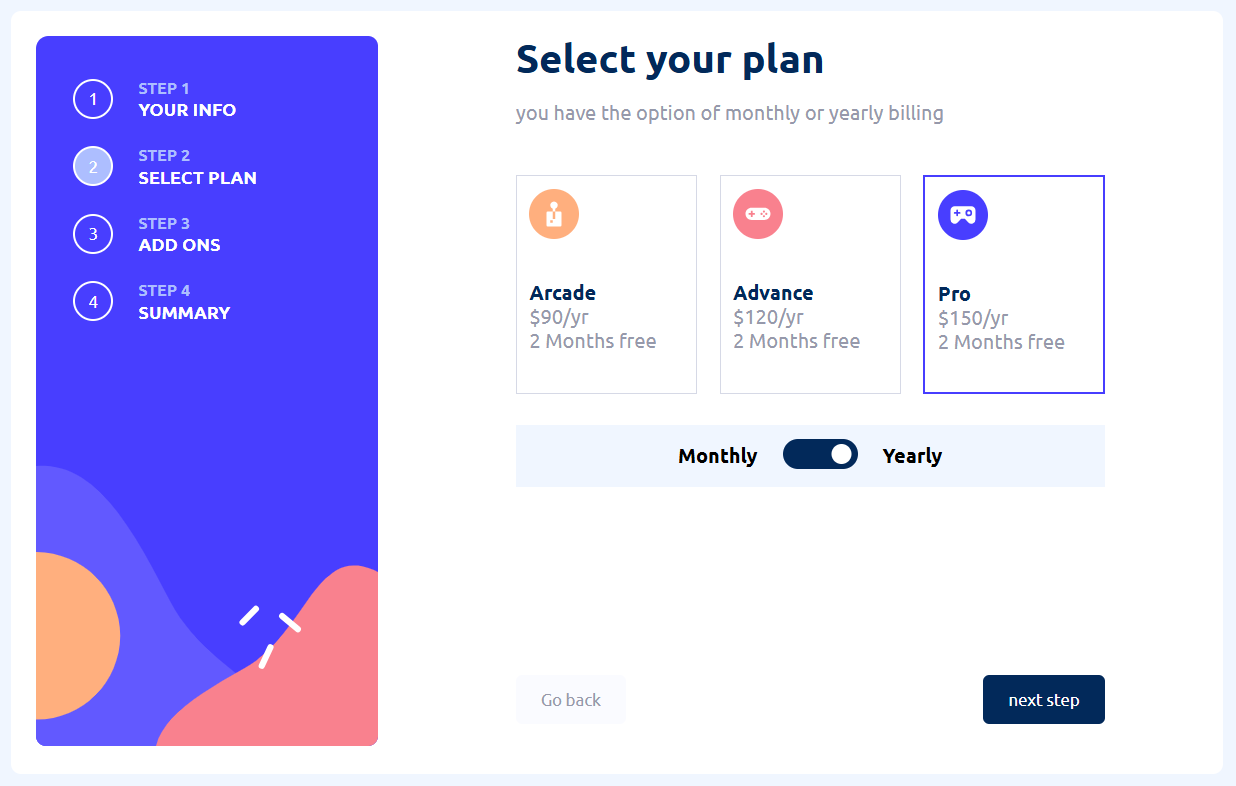 1
STEP 1
YOUR INFO
2
STEP 2
SELECT PLAN
3
STEP 3
ADD ONS
4
STEP 4
SUMMARY
Select your plan
you have the option of monthly or yearly billing
Arcade
$90/yr
2 Months free
Advance
$120/yr
2 Months free
Pro
$150/yr
2 Months free
Monthly
Yearly
Go back
next step